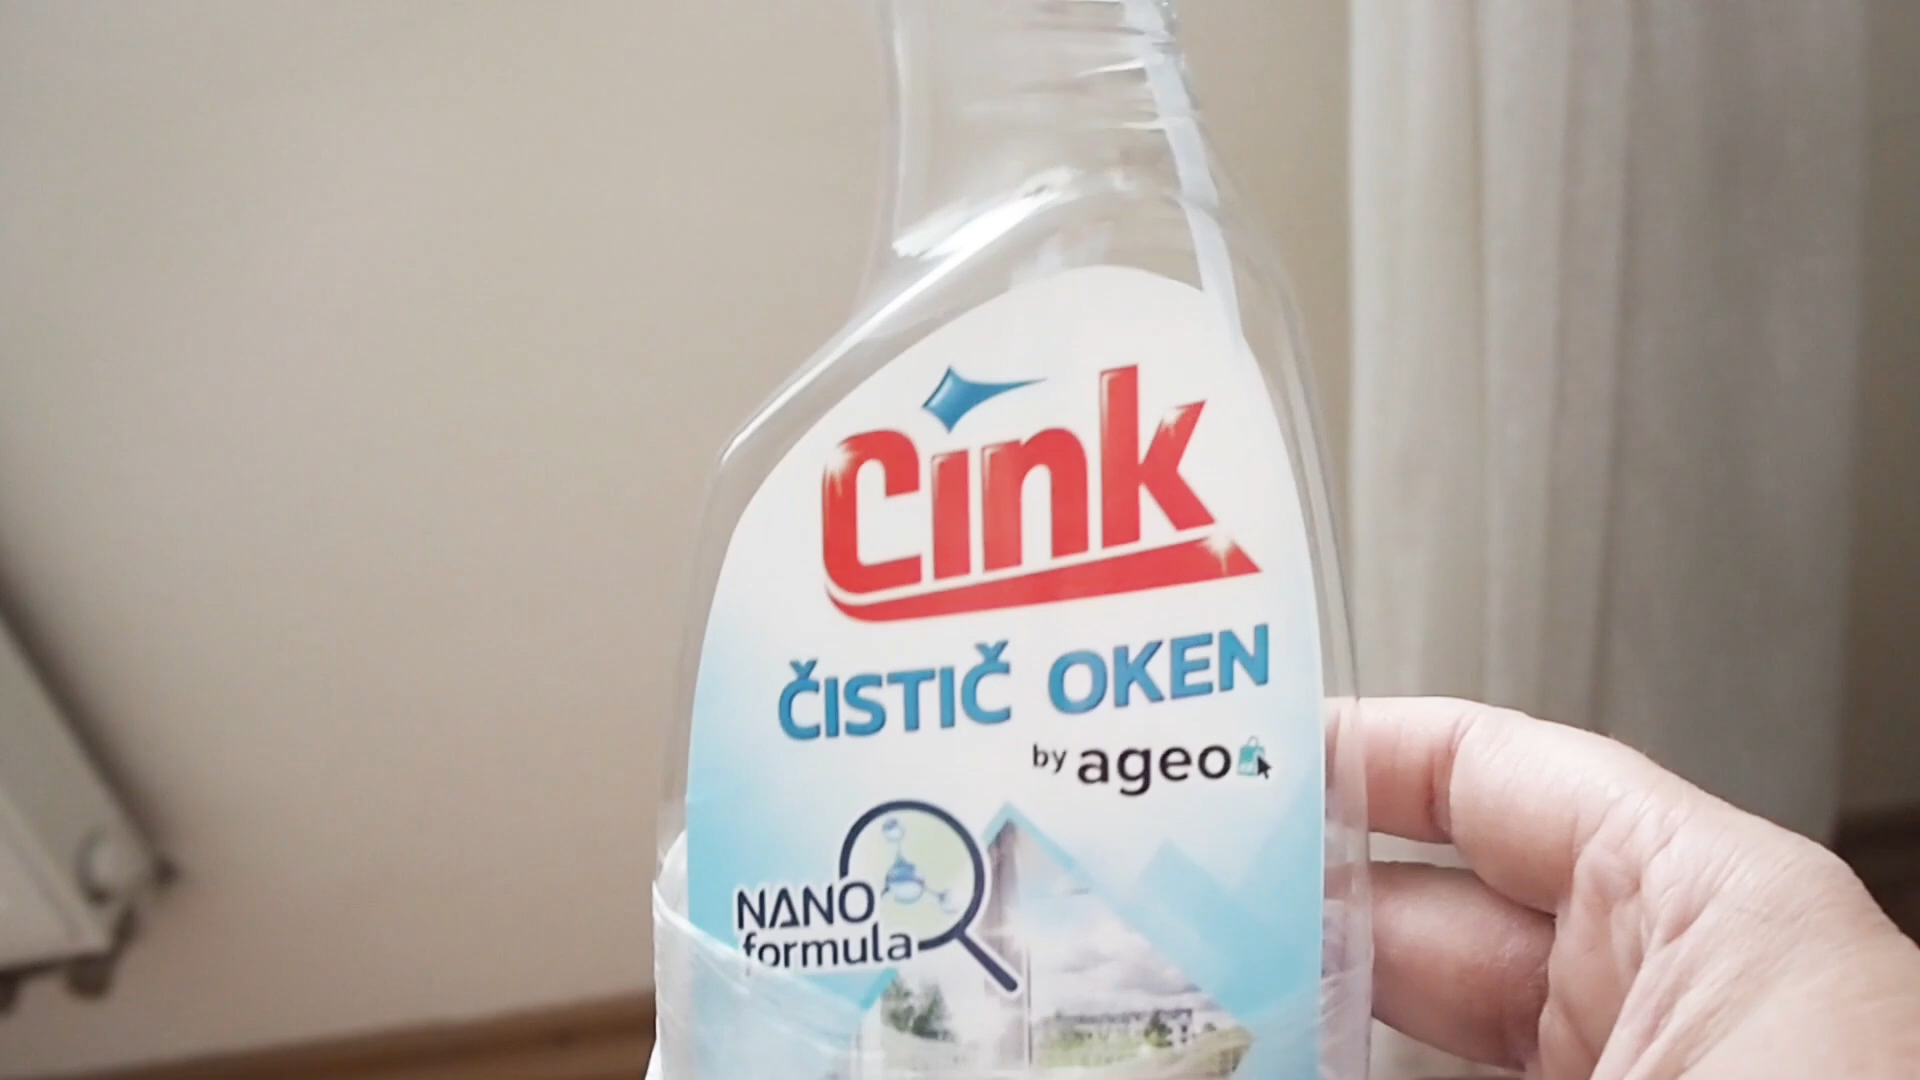 Cink
ČISTIČ OKEN
by ageo
NANO
formula